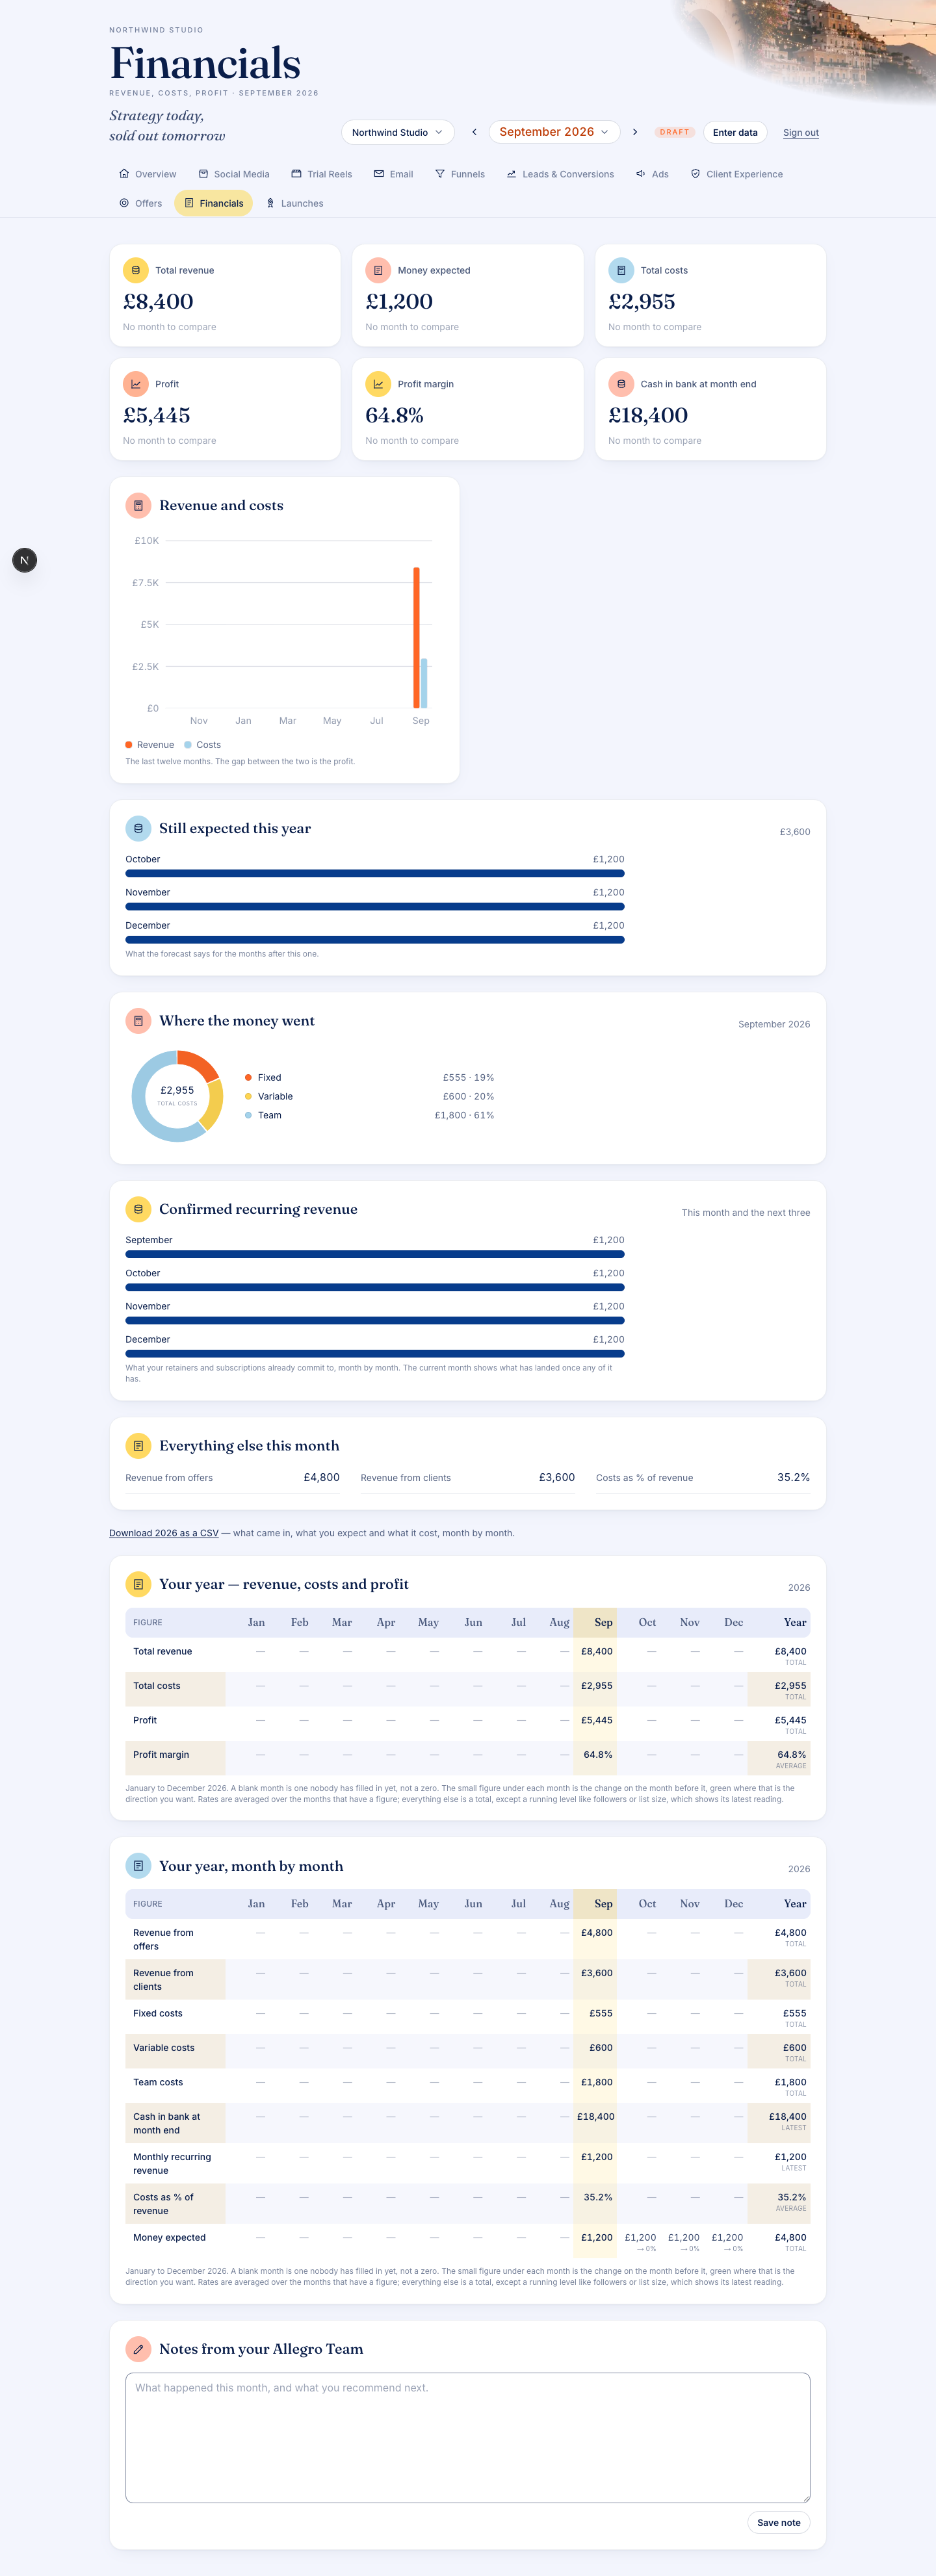 NORTHWIND STUDIO
Financials
REVENUE, COSTS, PROFIT · SEPTEMBER 2026
Strategy today,
sold out tomorrow
Northwind Studio
September 2026
DRAFT
Enter data
Sign out
Overview
Social Media
Trial Reels
Email
Funnels
Leads & Conversions
Ads
Client Experience
Offers
Financials
Launches
Total revenue
£8,400
No month to compare
Money expected
£1,200
No month to compare
Total costs
£2,955
No month to compare
Profit
£5,445
No month to compare
Profit margin
64.8%
No month to compare
Cash in bank at month end
£18,400
No month to compare
Revenue and costs
£10K
£7.5K
£5K
£2.5K
£0
Nov Jan Mar May Jul Sep
Revenue Costs
The last twelve months. The gap between the two is the profit.
N
Still expected this year
£3,600
October £1,200
November £1,200
December £1,200
What the forecast says for the months after this one.
Where the money went
September 2026
£2,955
TOTAL COSTS
Fixed £555 · 19%
Variable £600 · 20%
Team £1,800 · 61%
Confirmed recurring revenue
This month and the next three
September £1,200
October £1,200
November £1,200
December £1,200
What your retainers and subscriptions already commit to, month by month. The current month shows what has landed once any of it
has.
Everything else this month
Revenue from offers £4,800
Revenue from clients £3,600
Costs as % of revenue 35.2%
Download 2026 as a CSV — what came in, what you expect and what it cost, month by month.
Your year — revenue, costs and profit
2026
FIGURE Jan Feb Mar Apr May Jun Jul Aug Sep Oct Nov Dec Year
Total revenue — — — — — — — — £8,400 — — — £8,400
TOTAL
Total costs — — — — — — — — £2,955 — — — £2,955
TOTAL
Profit — — — — — — — — £5,445 — — — £5,445
TOTAL
Profit margin — — — — — — — — 64.8% — — — 64.8%
AVERAGE
January to December 2026. A blank month is one nobody has filled in yet, not a zero. The small figure under each month is the change on the month before it, green where that is the
direction you want. Rates are averaged over the months that have a figure; everything else is a total, except a running level like followers or list size, which shows its latest reading.
Your year, month by month
2026
FIGURE Jan Feb Mar Apr May Jun Jul Aug Sep Oct Nov Dec Year
Revenue from — — — — — — — — £4,800 — — — £4,800
offers TOTAL
Revenue from — — — — — — — — £3,600 — — — £3,600
clients TOTAL
Fixed costs — — — — — — — — £555 — — — £555
TOTAL
Variable costs — — — — — — — — £600 — — — £600
TOTAL
Team costs — — — — — — — — £1,800 — — — £1,800
TOTAL
Cash in bank at — — — — — — — — £18,400 — — — £18,400
month end LATEST
Monthly recurring — — — — — — — — £1,200 — — — £1,200
revenue LATEST
Costs as % of — — — — — — — — 35.2% — — — 35.2%
revenue AVERAGE
Money expected — — — — — — — — £1,200 £1,200 £1,200 £1,200 £4,800
→ 0% → 0% → 0% TOTAL
January to December 2026. A blank month is one nobody has filled in yet, not a zero. The small figure under each month is the change on the month before it, green where that is the
direction you want. Rates are averaged over the months that have a figure; everything else is a total, except a running level like followers or list size, which shows its latest reading.
Notes from your Allegro Team
What happened this month, and what you recommend next.
Save note